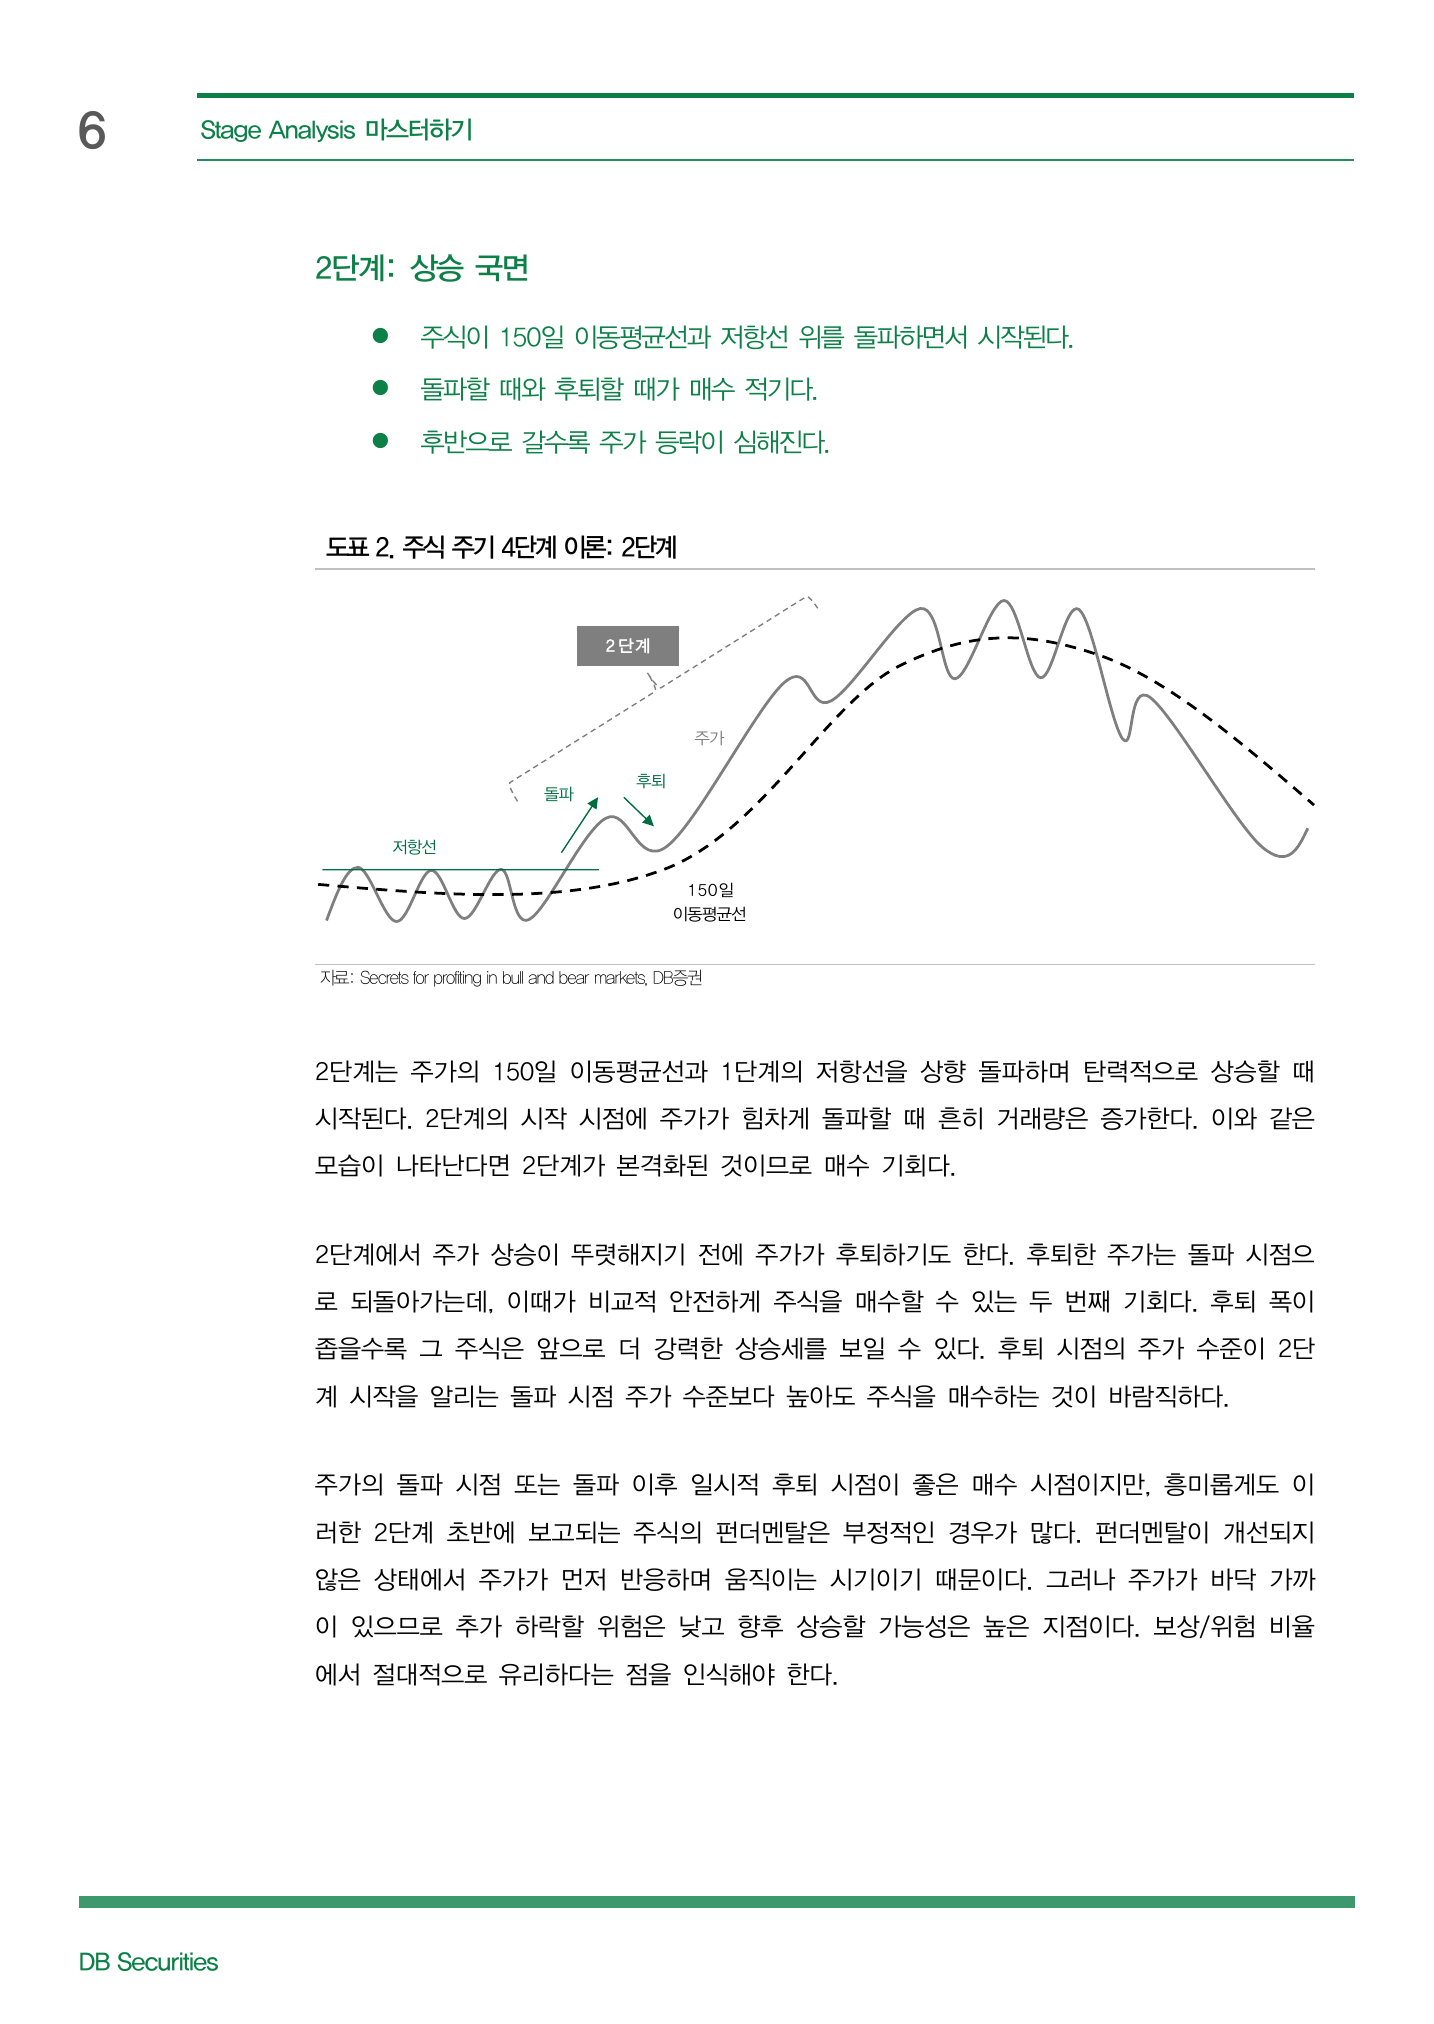 6
Stage Analysis 마스터하기
2단계: 상승 국면
● 주식이 150일 이동평균선과 저항선 위를 돌파하면서 시작된다.
● 돌파할 때와 후퇴할 때가 매수 적기다.
● 후반으로 갈수록 주가 등락이 심해진다.
도표 2. 주식 주기 4단계 이론: 2단계
2단계
주가
후퇴
돌파
저항선
150일
이동평균선
자료: Secrets for profiting in bull and bear markets, DB증권
2단계는 주가의 150일 이동평균선과 1단계의 저항선을 상향 돌파하며 탄력적으로 상승할 때
시작된다. 2단계의 시작 시점에 주가가 힘차게 돌파할 때 흔히 거래량은 증가한다. 이와 같은
모습이 나타난다면 2단계가 본격화된 것이므로 매수 기회다.
2단계에서 주가 상승이 뚜렷해지기 전에 주가가 후퇴하기도 한다. 후퇴한 주가는 돌파 시점으
로 되돌아가는데, 이때가 비교적 안전하게 주식을 매수할 수 있는 두 번째 기회다. 후퇴 폭이
좁을수록 그 주식은 앞으로 더 강력한 상승세를 보일 수 있다. 후퇴 시점의 주가 수준이 2단
계 시작을 알리는 돌파 시점 주가 수준보다 높아도 주식을 매수하는 것이 바람직하다.
주가의 돌파 시점 또는 돌파 이후 일시적 후퇴 시점이 좋은 매수 시점이지만, 흥미롭게도 이
러한 2단계 초반에 보고되는 주식의 펀더멘탈은 부정적인 경우가 많다. 펀더멘탈이 개선되지
않은 상태에서 주가가 먼저 반응하며 움직이는 시기이기 때문이다. 그러나 주가가 바닥 가까
이 있으므로 추가 하락할 위험은 낮고 향후 상승할 가능성은 높은 지점이다. 보상/위험 비율
에서 절대적으로 유리하다는 점을 인식해야 한다.
DB Securities